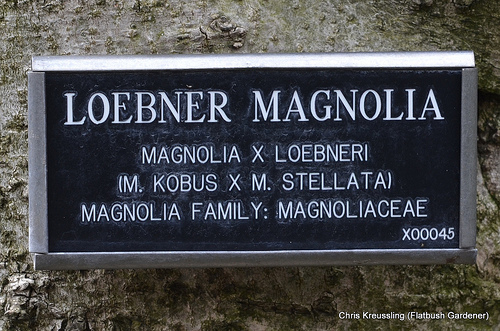 LOEBNER MAGNOLIA
MAGNOLIA X LOEBNERI
(M. KOBUS X M. STELLATA)
MAGNOLIA FAMILY: MAGNOLIACEAE
X00045
Chris Kreussling (Flatbush Gardener)